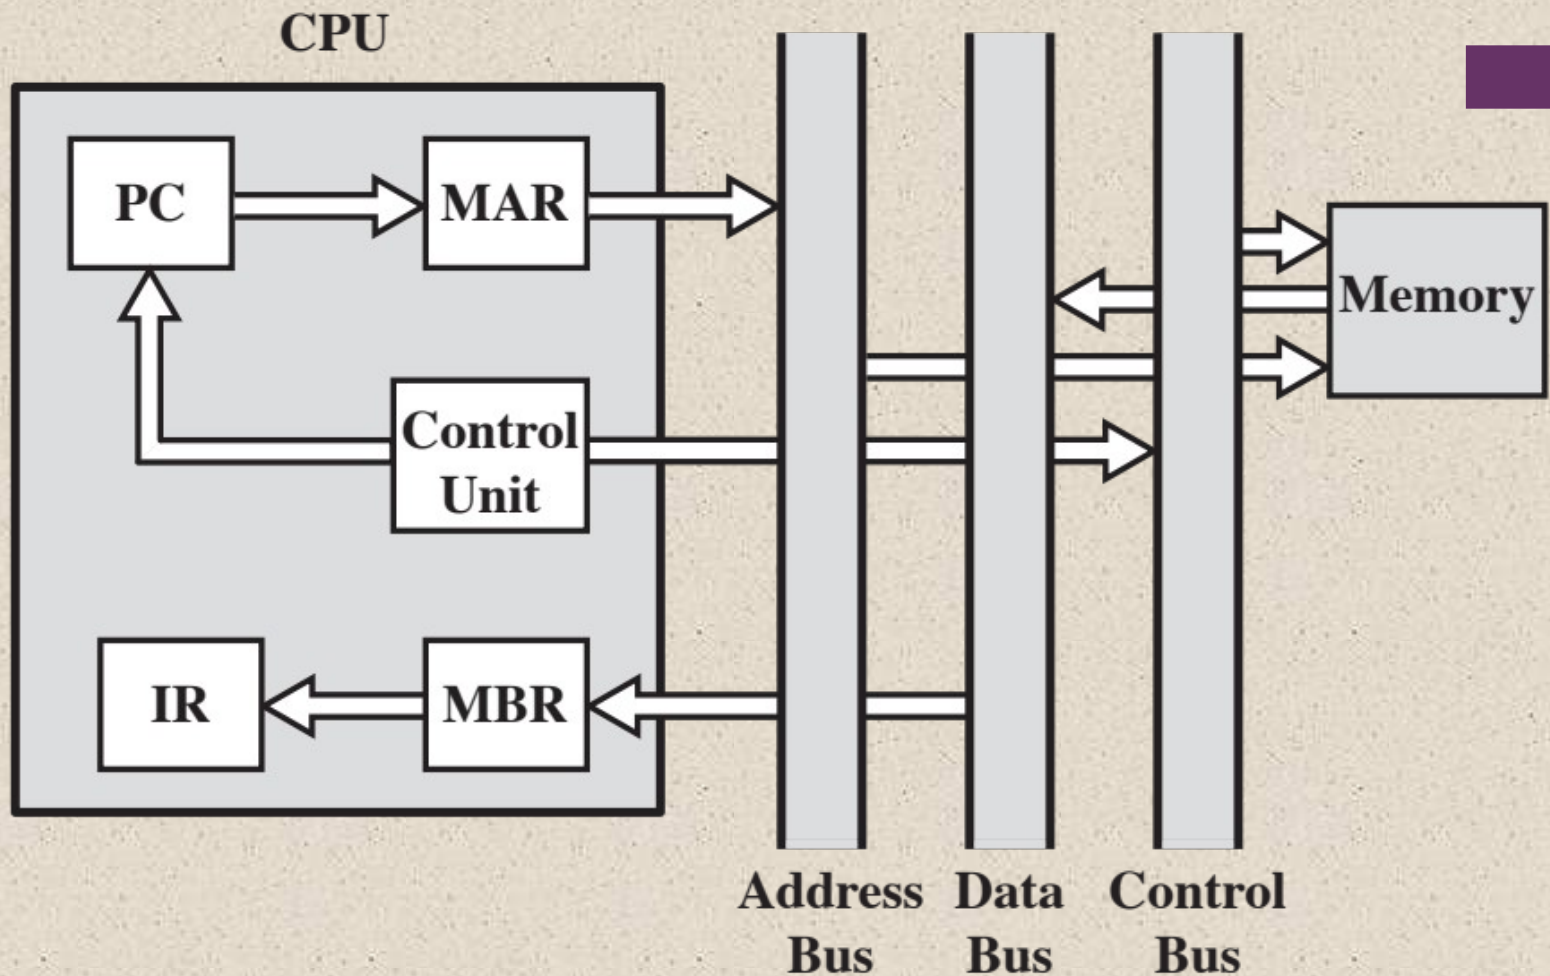 CPU
PC
MAR
Memory
Control
Unit
IR
MBR
Address
Bus
Data
Bus
Control
Bus